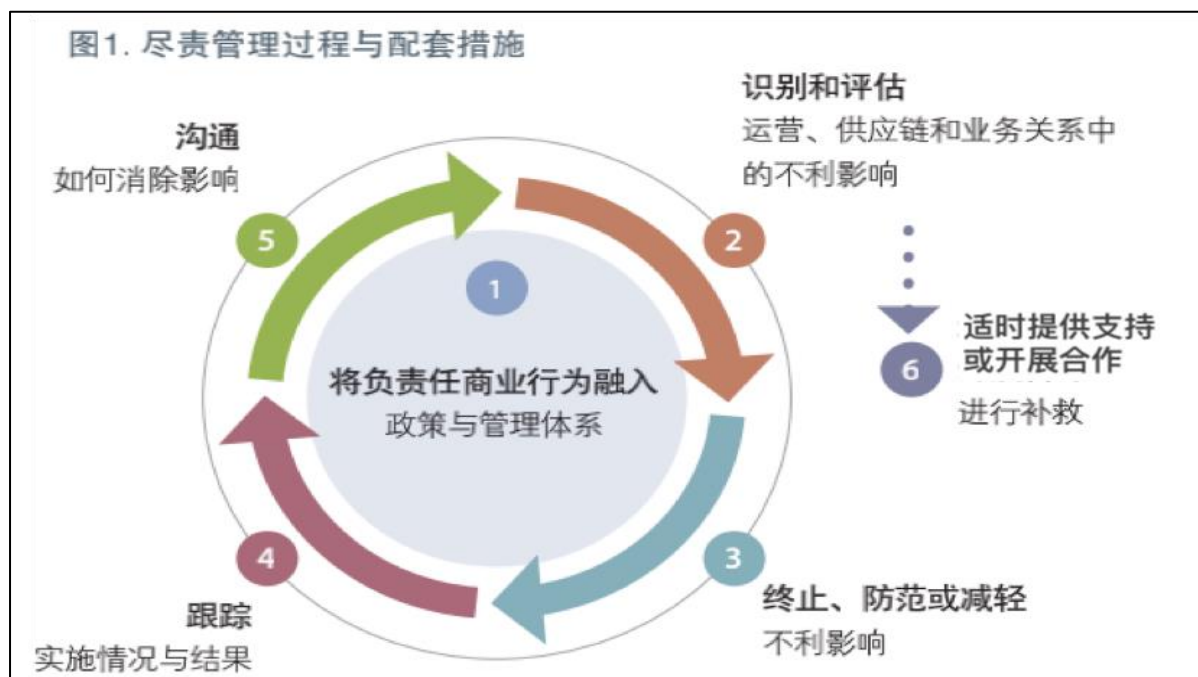 图1. 尽责管理过程与配套措施
1
将负责任商业行为融入
政策与管理体系
2
识别和评估
运营、供应链和业务关系中
的不利影响
3
终止、防范或减轻
不利影响
4
跟踪
实施情况与结果
5
沟通
如何消除影响
6
适时提供支持
或开展合作
进行补救